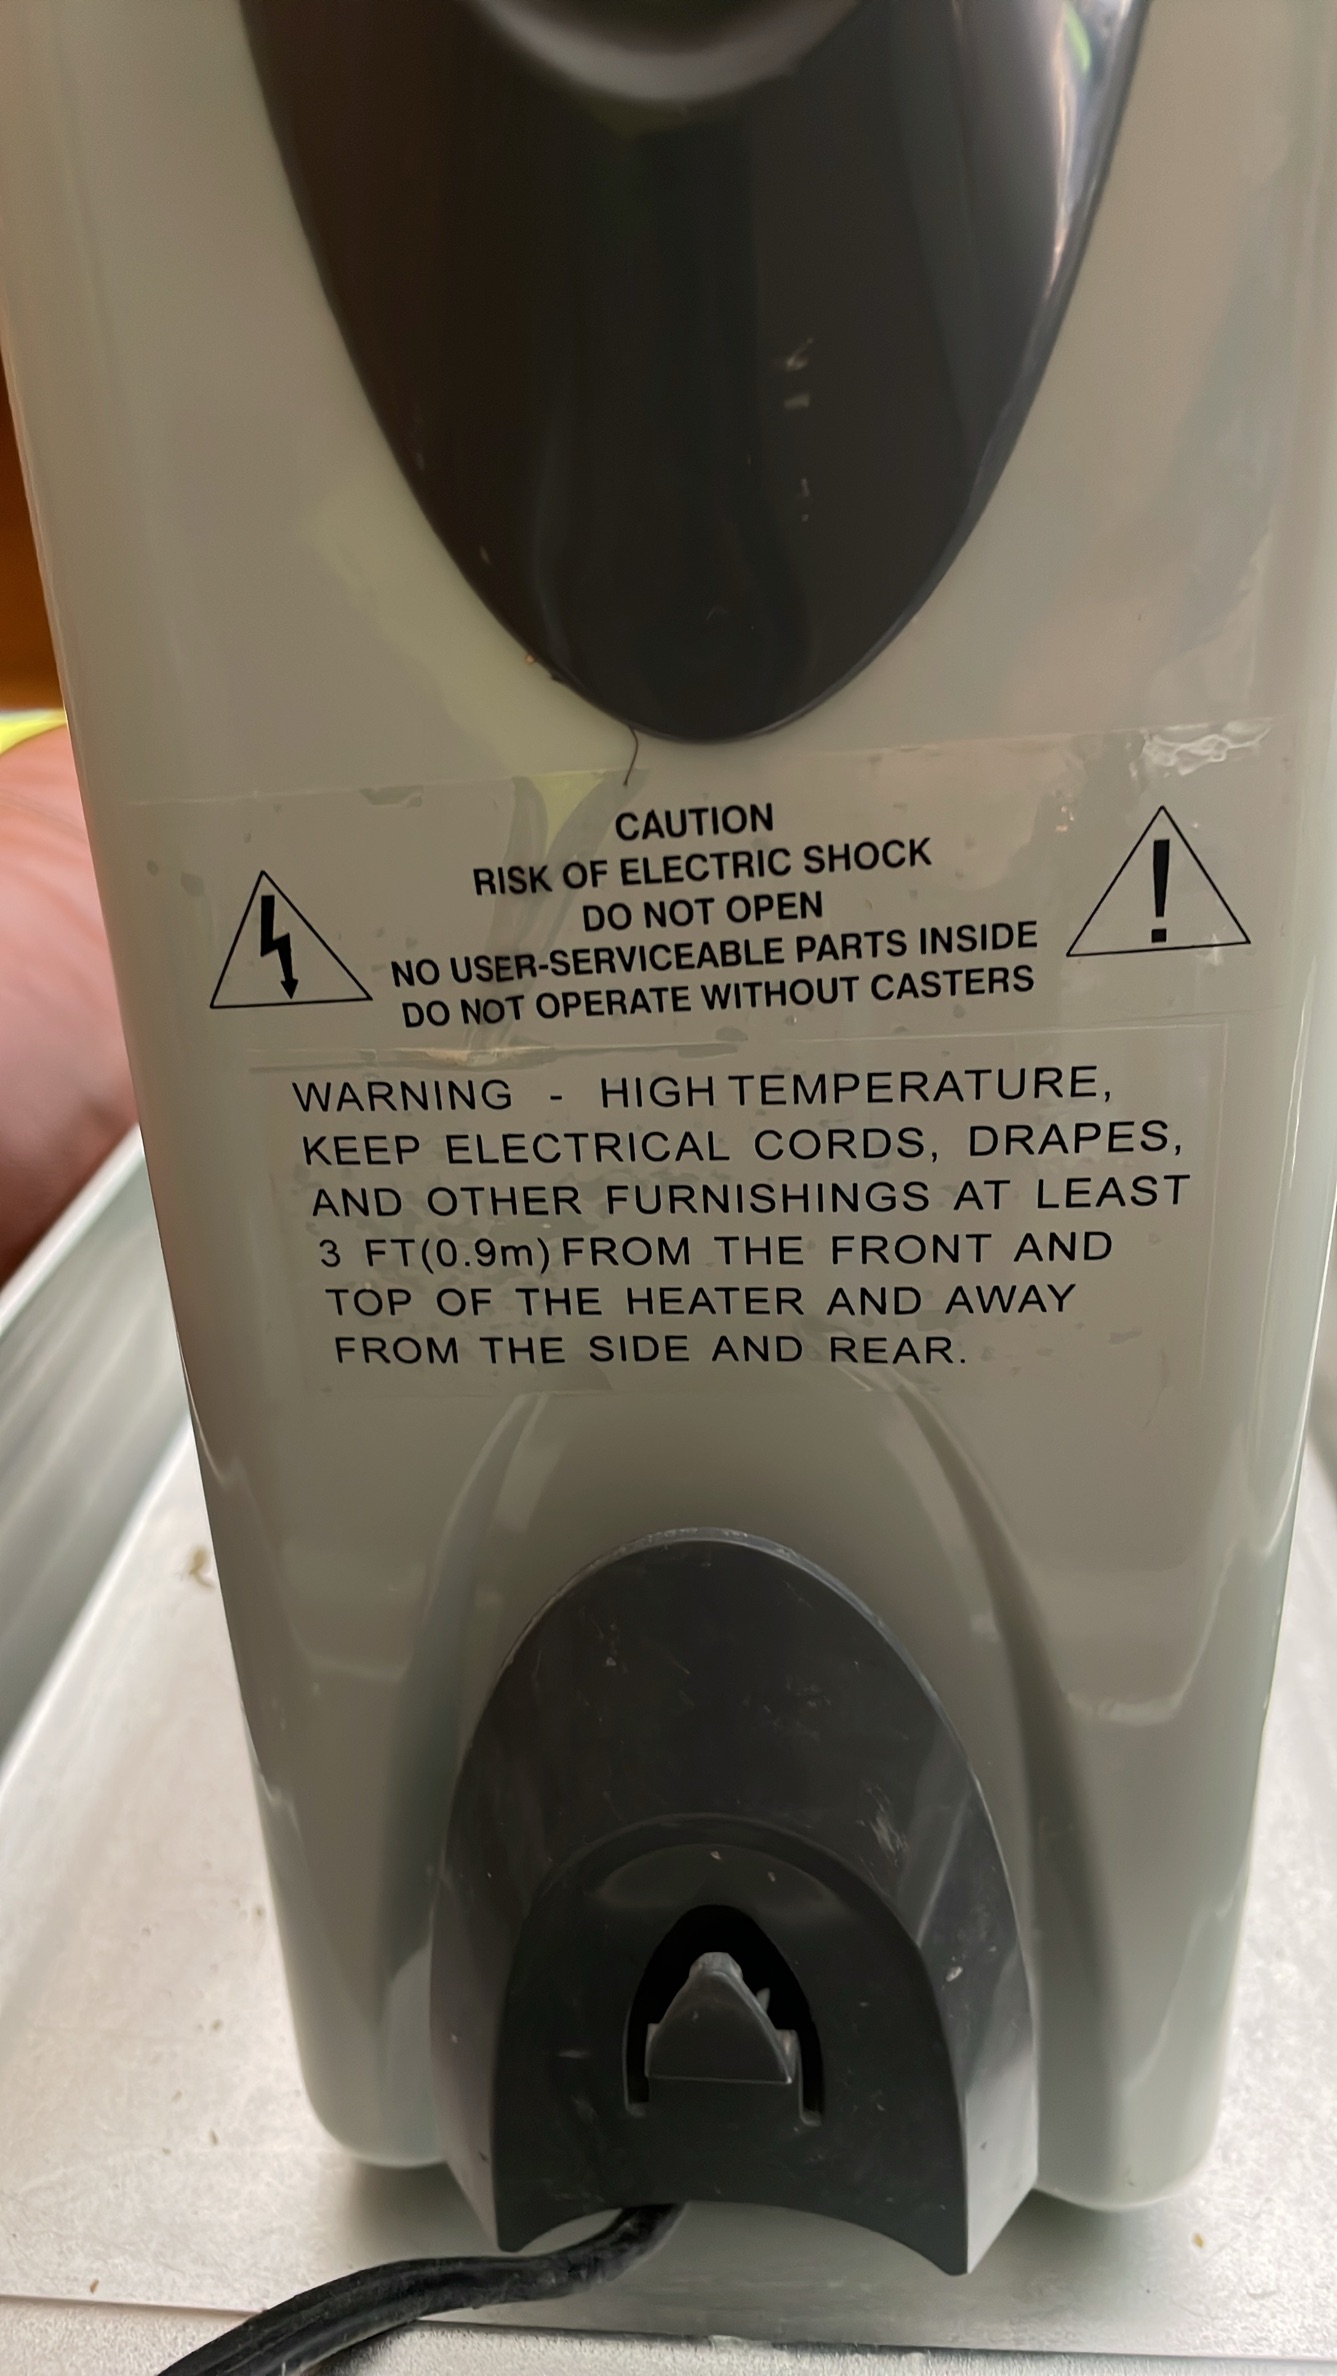 CAUTION
RISK OF ELECTRIC SHOCK
DO NOT OPEN
NO USER-SERVICEABLE PARTS INSIDE
DO NOT OPERATE WITHOUT CASTERS
WARNING - HIGH TEMPERATURE,
KEEP ELECTRICAL CORDS, DRAPES,
AND OTHER FURNISHINGS AT LEAST
3 FT(0.9m) FROM THE FRONT AND
TOP OF THE HEATER AND AWAY
FROM THE SIDE AND REAR.